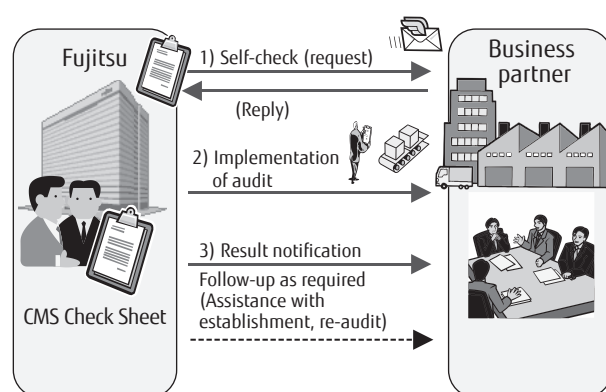 Fujitsu
1) Self-check (request)
(Reply)
2) Implementation
of audit
3) Result notification
Follow-up as required
(Assistance with
establishment, re-audit)
CMS Check Sheet
Business
partner